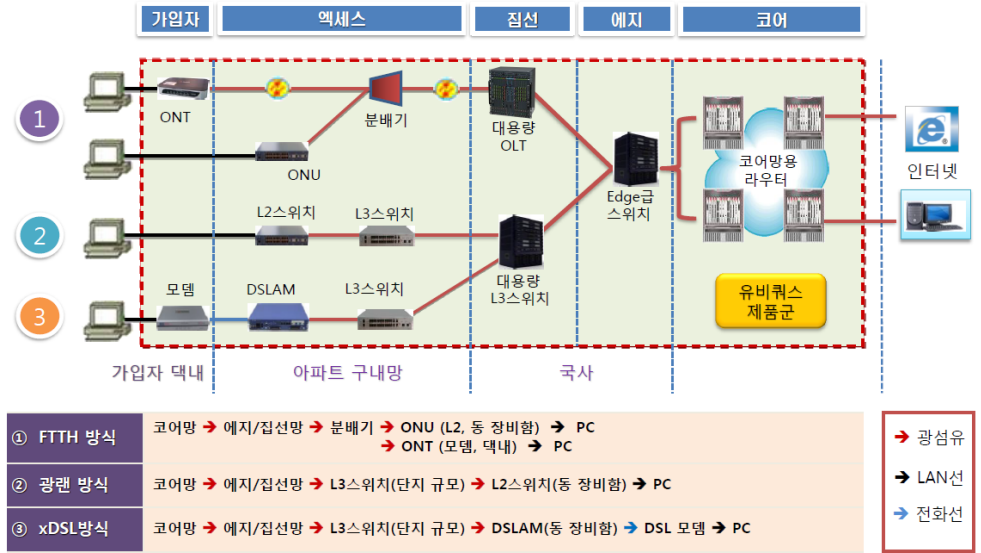 가입자 엑세스 집선 에지 코어
1
ONT
분배기
대용량
OLT
ONU
코어망용
라우터
인터넷
Edge급
스위치
2
L2스위치 L3스위치
대용량
L3스위치
3
모뎀 DSLAM L3스위치
유비쿼스
제품군
가입자 댁내 아파트 구내망 국사
① FTTH 방식 코어망 ➔ 에지/집선망 ➔ 분배기 ➔ ONU (L2, 동 장비함) ➔ PC
➔ ONT (모뎀, 댁내) ➔ PC
② 광랜 방식 코어망 ➔ 에지/집선망 ➔ L3스위치(단지 규모) ➔ L2스위치(동 장비함) ➔ PC
③ xDSL방식 코어망 ➔ 에지/집선망 ➔ L3스위치(단지 규모) ➔ DSLAM(동 장비함) ➔ DSL 모뎀 ➔ PC
➔ 광섬유
➔ LAN선
➔ 전화선